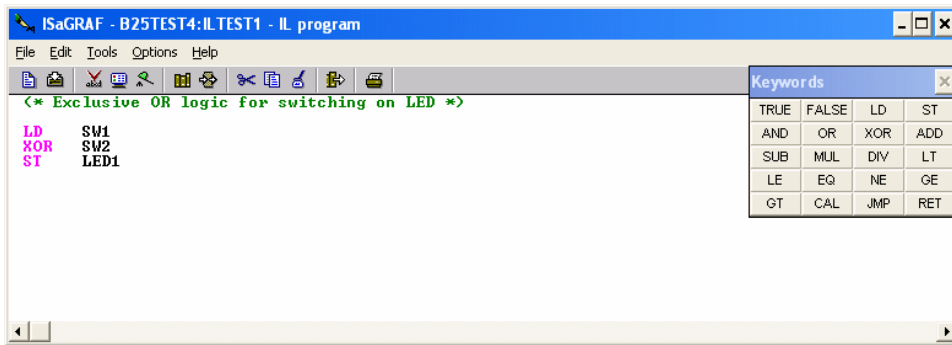 ISaGRAF - B25TEST4:ILTEST1 - IL program
File Edit Tools Options Help
(* Exclusive OR logic for switching on LED *)
LD SW1
XOR SW2
ST LED1
Keywords
TRUE FALSE LD ST
AND OR XOR ADD
SUB MUL DIV LT
LE EQ NE GE
GT CAL JMP RET